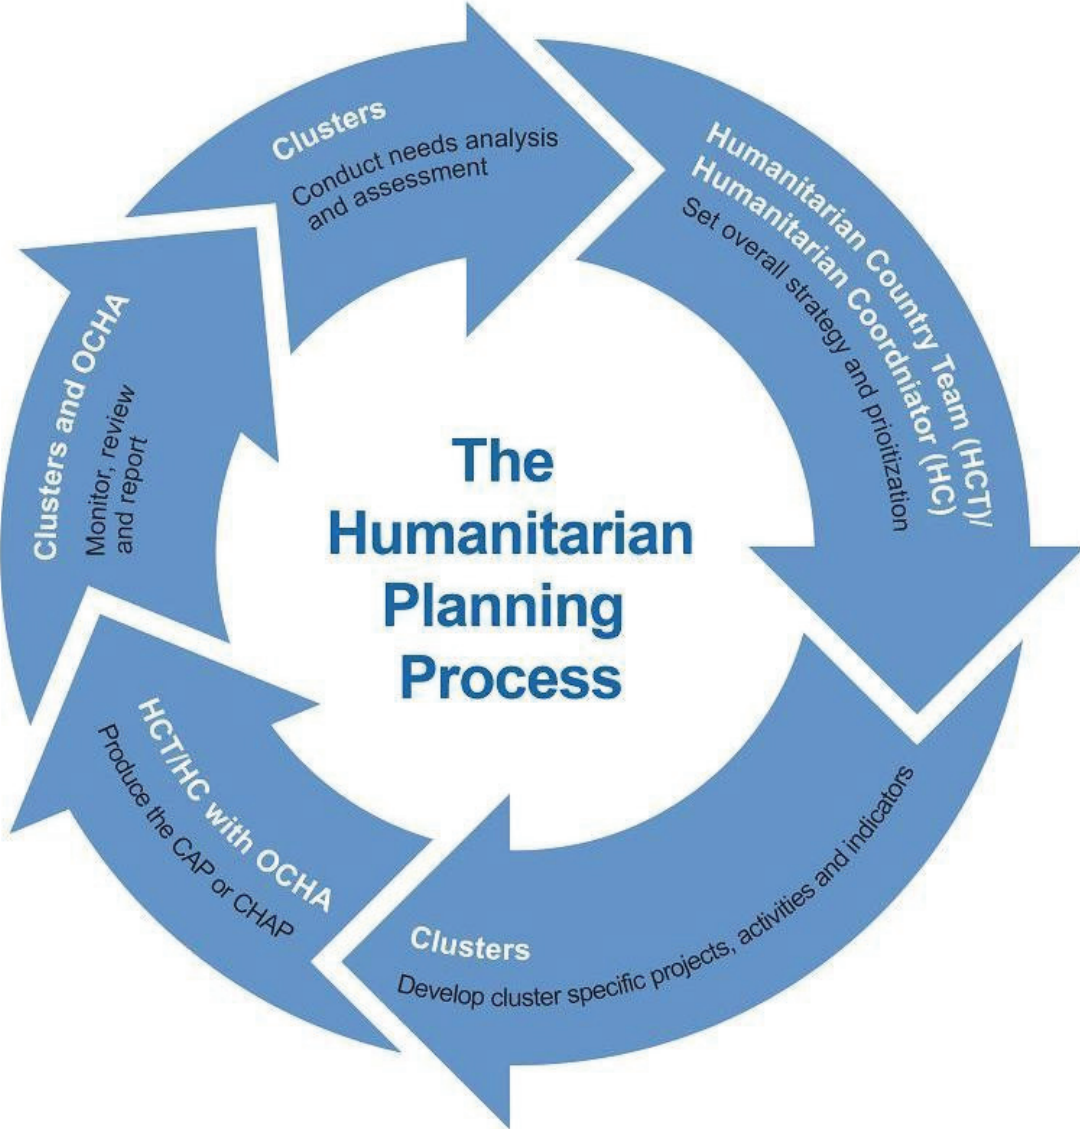 The
Humanitarian
Planning
Process
Clusters
Conduct needs analysis
and assessment
Humanitarian Country Team (HCT)/
Humanitarian Coordniator (HC)
Set overall strategy and prioitization
Clusters
Develop cluster specific projects, activities and indicators
HCT/HC with OCHA
Produce the CAP or CHAP
Clusters and OCHA
Monitor, review
and report